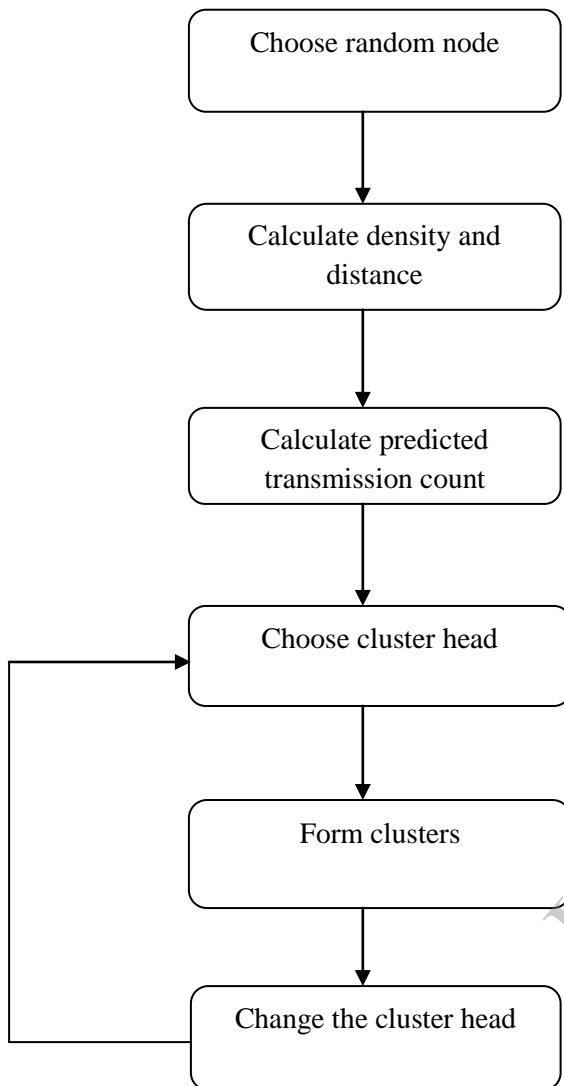 Choose random node
Calculate density and
distance
Calculate predicted
transmission count
Choose cluster head
Form clusters
Change the cluster head